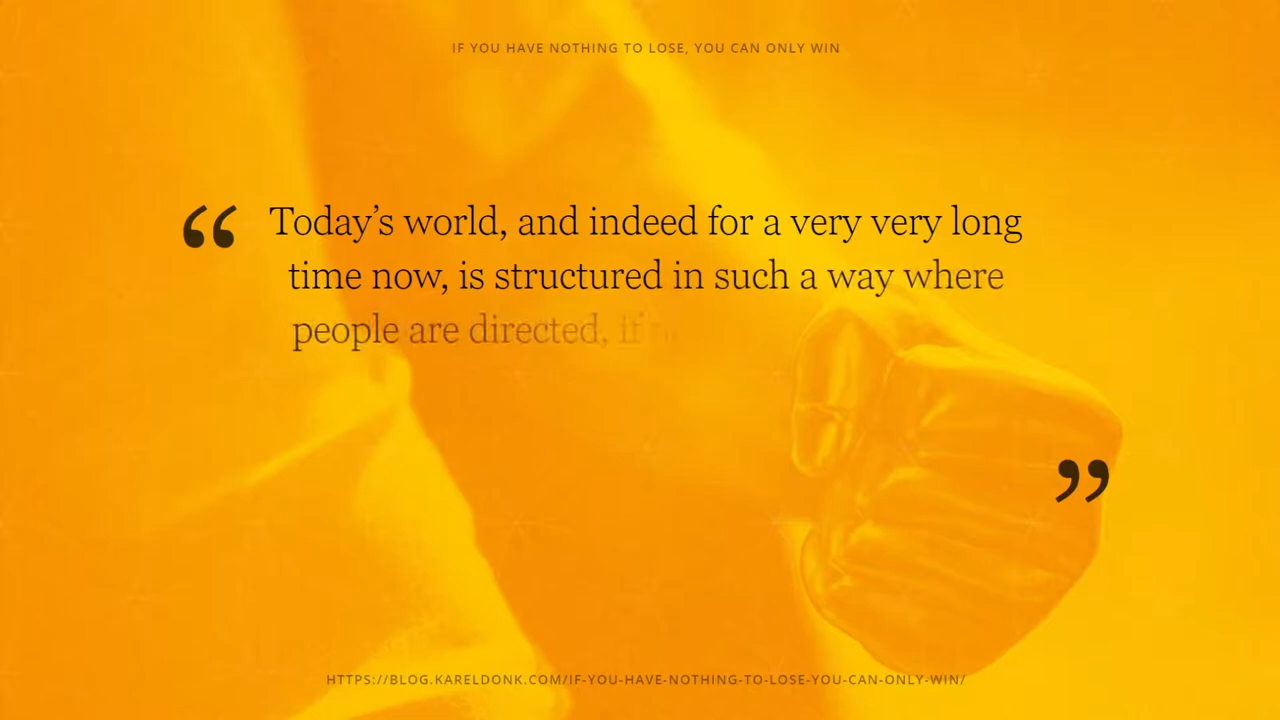 IF YOU HAVE NOTHING TO LOSE, YOU CAN ONLY WIN
“ Today’s world, and indeed for a very very long
time now, is structured in such a way where
people are directed, if
”
HTTPS://BLOG.KARELDONK.COM/IF-YOU-HAVE-NOTHING-TO-LOSE-YOU-CAN-ONLY-WIN/